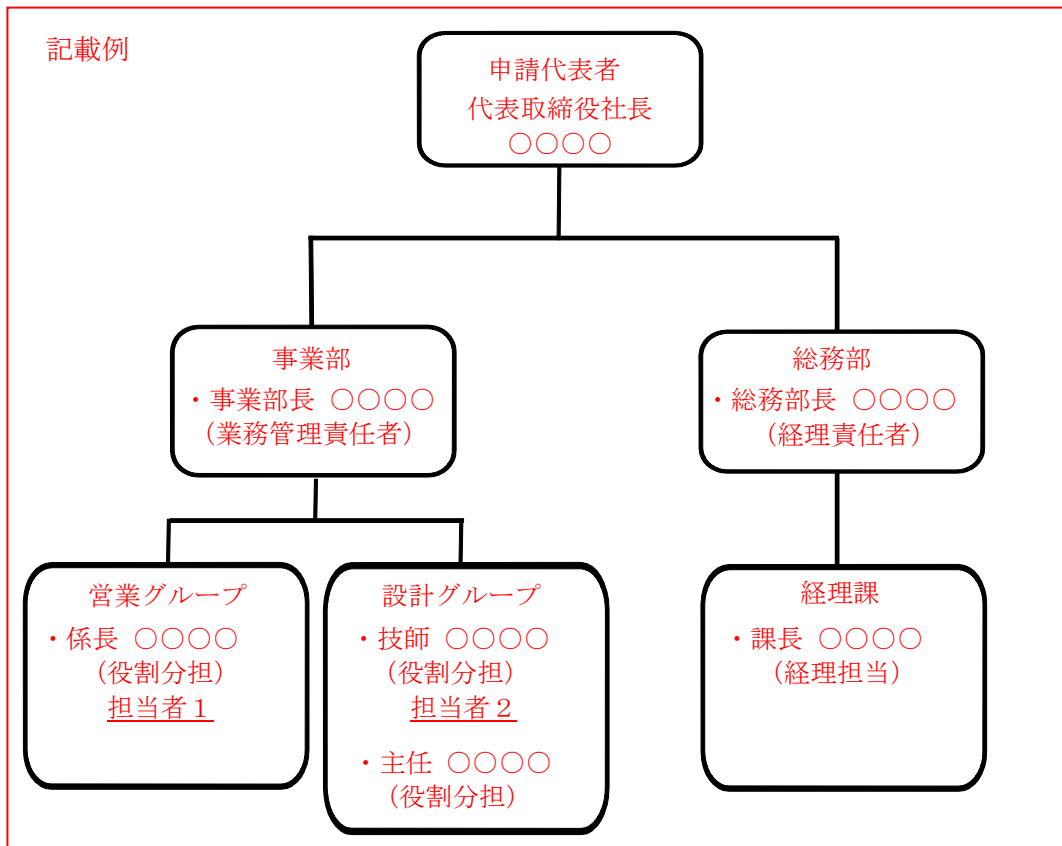 記載例
申請代表者
代表取締役社長
○○○○
事業部
・事業部長 ○○○○
(業務管理責任者)
総務部
・総務部長 ○○○○
(経理責任者)
営業グループ
・係長 ○○○○
(役割分担)
担当者1
設計グループ
・技師 ○○○○
(役割分担)
担当者2
・主任 ○○○○
(役割分担)
経理課
・課長 ○○○○
(経理担当)